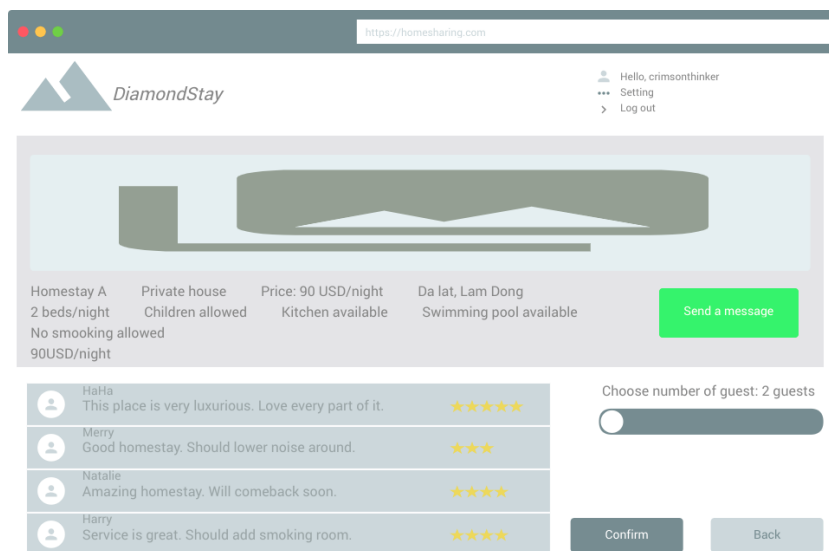 https://homesharing.com
DiamondStay
Hello, crimsonthinker
Setting
Log out
Homestay A Private house Price: 90 USD/night Da lat, Lam Dong
2 beds/night Children allowed Kitchen available Swimming pool available
No smooking allowed
90USD/night
Send a message
HaHa
This place is very luxurious. Love every part of it.
Merry
Good homestay. Should lower noise around.
Natalie
Amazing homestay. Will comeback soon.
Harry
Service is great. Should add smoking room.
Choose number of guest: 2 guests
Confirm
Back